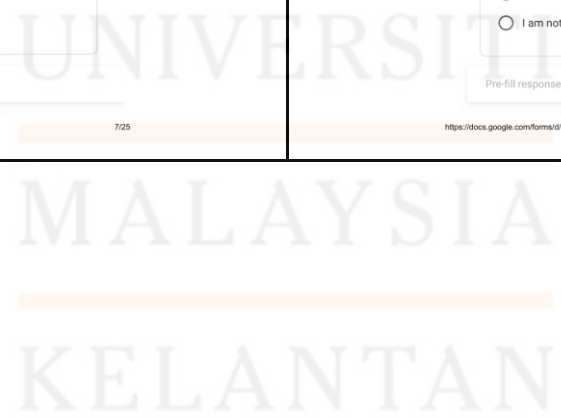 UNIVERSITI
I am not
Pre-fill response
7/25
https://docs.google.com/forms/d/
MALAYSIA
KELANTAN